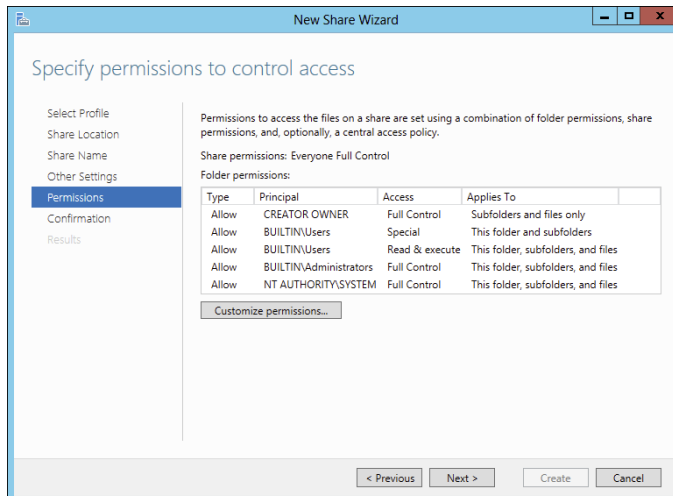 New Share Wizard
Specify permissions to control access
Select Profile
Share Location
Share Name
Other Settings
Permissions
Confirmation
Results
Permissions to access the files on a share are set using a combination of folder permissions, share
permissions, and, optionally, a central access policy.
Share permissions: Everyone Full Control
Folder permissions:
Type Principal Access Applies To
Allow CREATOR OWNER Full Control Subfolders and files only
Allow BUILTIN\Users Special This folder and subfolders
Allow BUILTIN\Users Read & execute This folder, subfolders, and files
Allow BUILTIN\Administrators Full Control This folder, subfolders, and files
Allow NT AUTHORITY\SYSTEM Full Control This folder, subfolders, and files
Customize permissions...
< Previous Next > Create Cancel